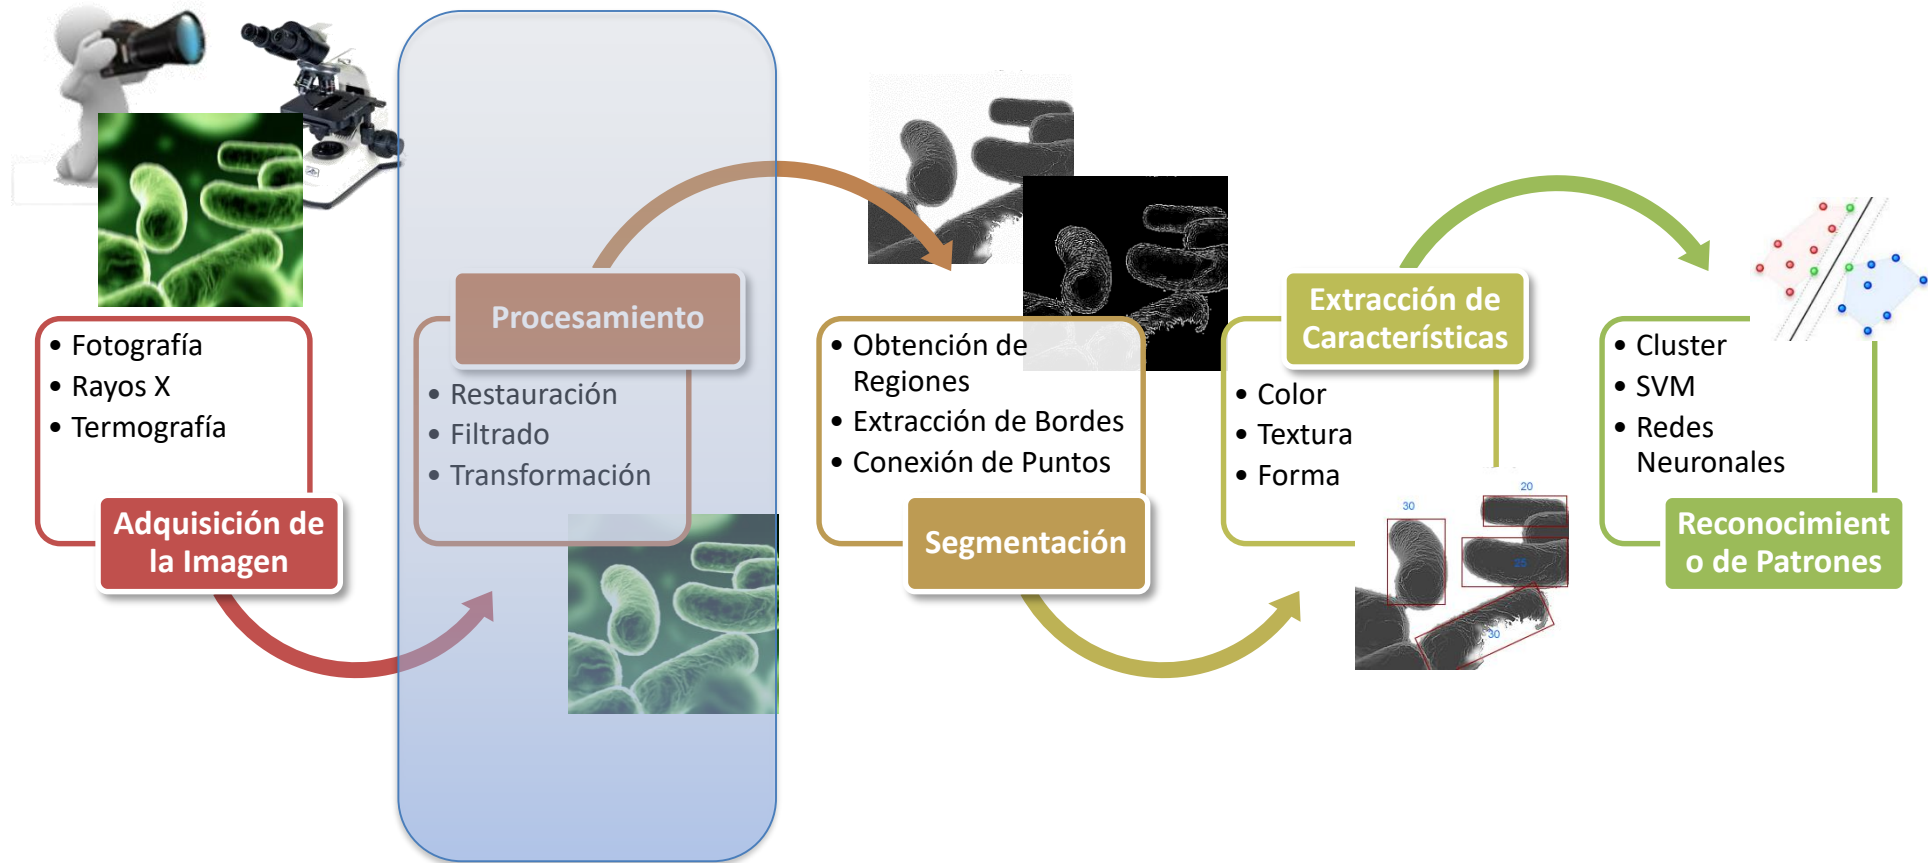 • Fotografía
• Rayos X
• Termografía
Adquisición de
la Imagen
Procesamiento
• Restauración
• Filtrado
• Transformación
• Obtención de
Regiones
• Extracción de Bordes
• Conexión de Puntos
Segmentación
Extracción de
Características
• Color
• Textura
• Forma
30
20
25
30
• Cluster
• SVM
• Redes
Neuronales
Reconocimient
o de Patrones